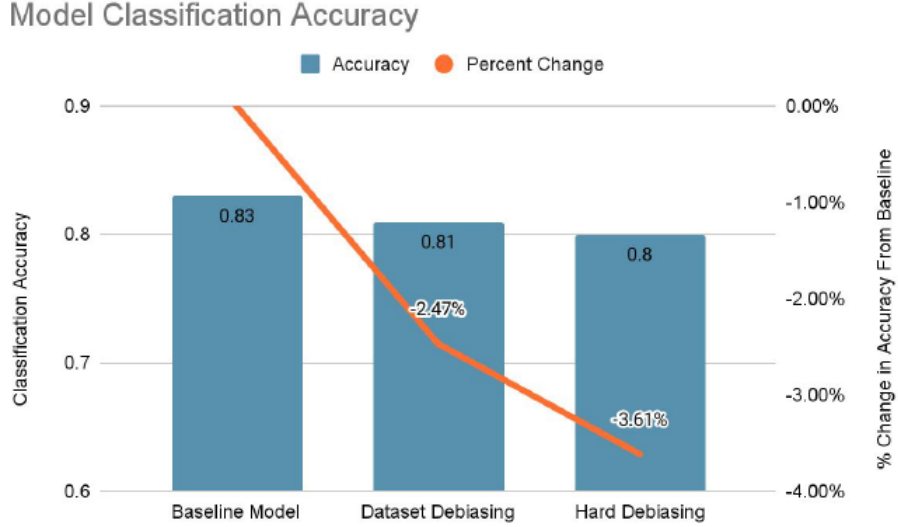 Model Classification Accuracy
Accuracy
Percent Change
0.9
0.8
0.7
0.6
Classification Accuracy
0.83
0.81
0.8
-2.47%
-3.61%
0.00%
-1.00%
-2.00%
-3.00%
-4.00%
% Change in Accuracy From Baseline
Baseline Model
Dataset Debiasing
Hard Debiasing